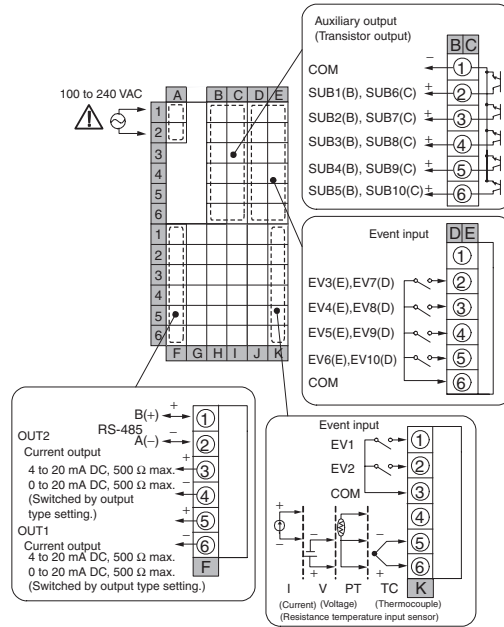 Auxiliary output
(Transistor output)
B C
COM
−
1
SUB1(B), SUB6(C)
+
2
SUB2(B), SUB7(C)
+
3
SUB3(B), SUB8(C)
+
4
SUB4(B), SUB9(C)
+
5
SUB5(B), SUB10(C)
+
6
100 to 240 VAC
A B C D E
1
2
3
4
5
6
1
2
3
4
5
6
F G H I J K
Event input
D E
1
EV3(E),EV7(D)
2
EV4(E),EV8(D)
3
EV5(E),EV9(D)
4
EV6(E),EV10(D)
5
COM
6
B(+)
+
1
RS-485
A(−)
−
2
OUT2
Current output
4 to 20 mA DC, 500 Ω max.
+
3
0 to 20 mA DC, 500 Ω max.
−
4
(Switched by output
type setting.)
+
5
OUT1
Current output
−
6
4 to 20 mA DC, 500 Ω max.
0 to 20 mA DC, 500 Ω max.
(Switched by output type setting.)
F
Event input
EV1
1
EV2
2
COM
3
4
5
6
+
−
−
+
−
+
I V PT TC
K
(Current) (Voltage) (Thermocouple)
(Resistance temperature input sensor)